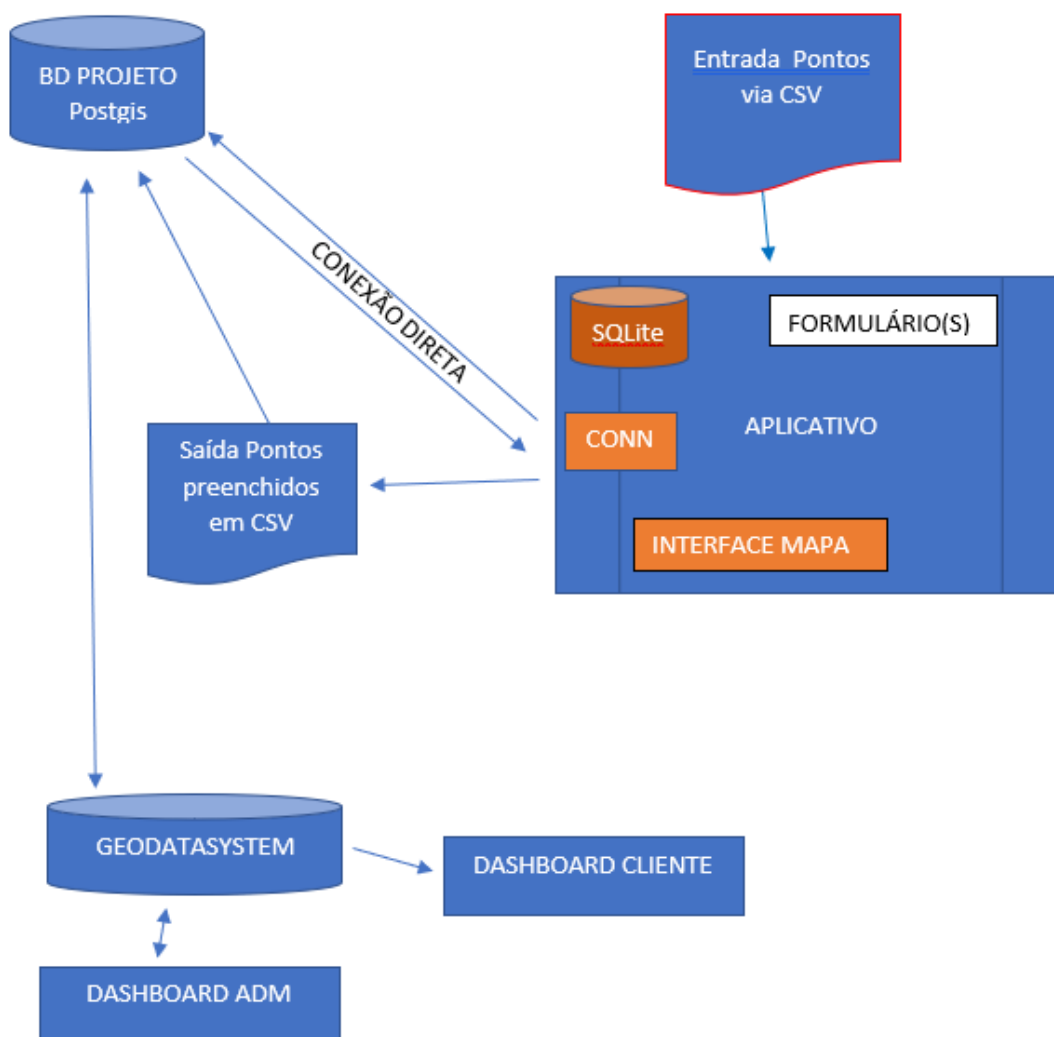 BD PROJETO
Postgis
Entrada Pontos
via CSV
CONEXÃO DIRETA
SQLite
FORMULÁRIO(S)
CONN
APLICATIVO
INTERFACE MAPA
Saída Pontos
preenchidos
em CSV
GEODATASYSTEM
DASHBOARD CLIENTE
DASHBOARD ADM